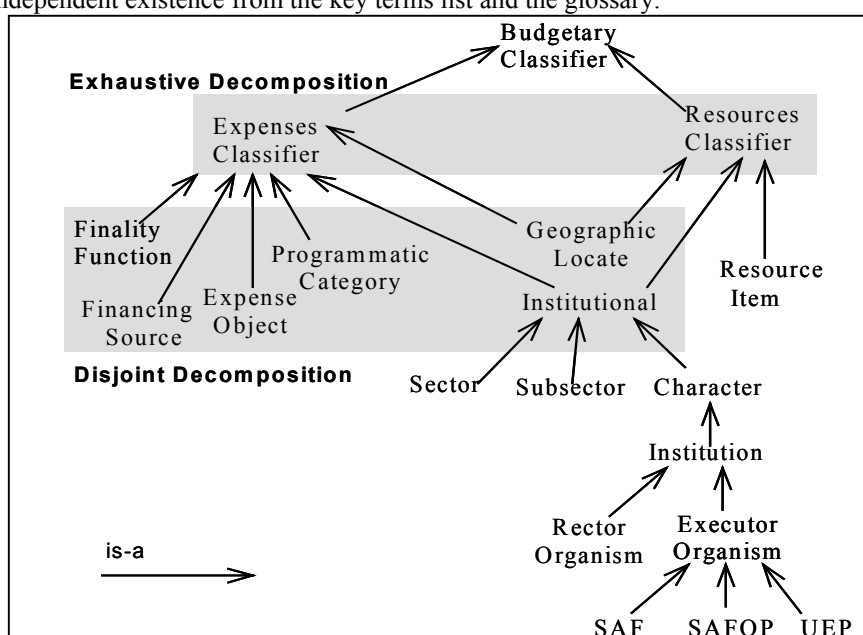 independent existence from the key terms list and the glossary.
Budgetary
Classifier
Exhaustive Decomposition
Expenses
Classifier
Resources
Classifier
Finality
Function
Programmatic
Category
Geographic
Locate
Resource
Item
Financing
Source
Expense
Object
Institutional
Disjoint Decomposition
Sector
Subsector
Character
Institution
Rector
Organism
Executor
Organism
is-a
SAF
SAFOP
UEP